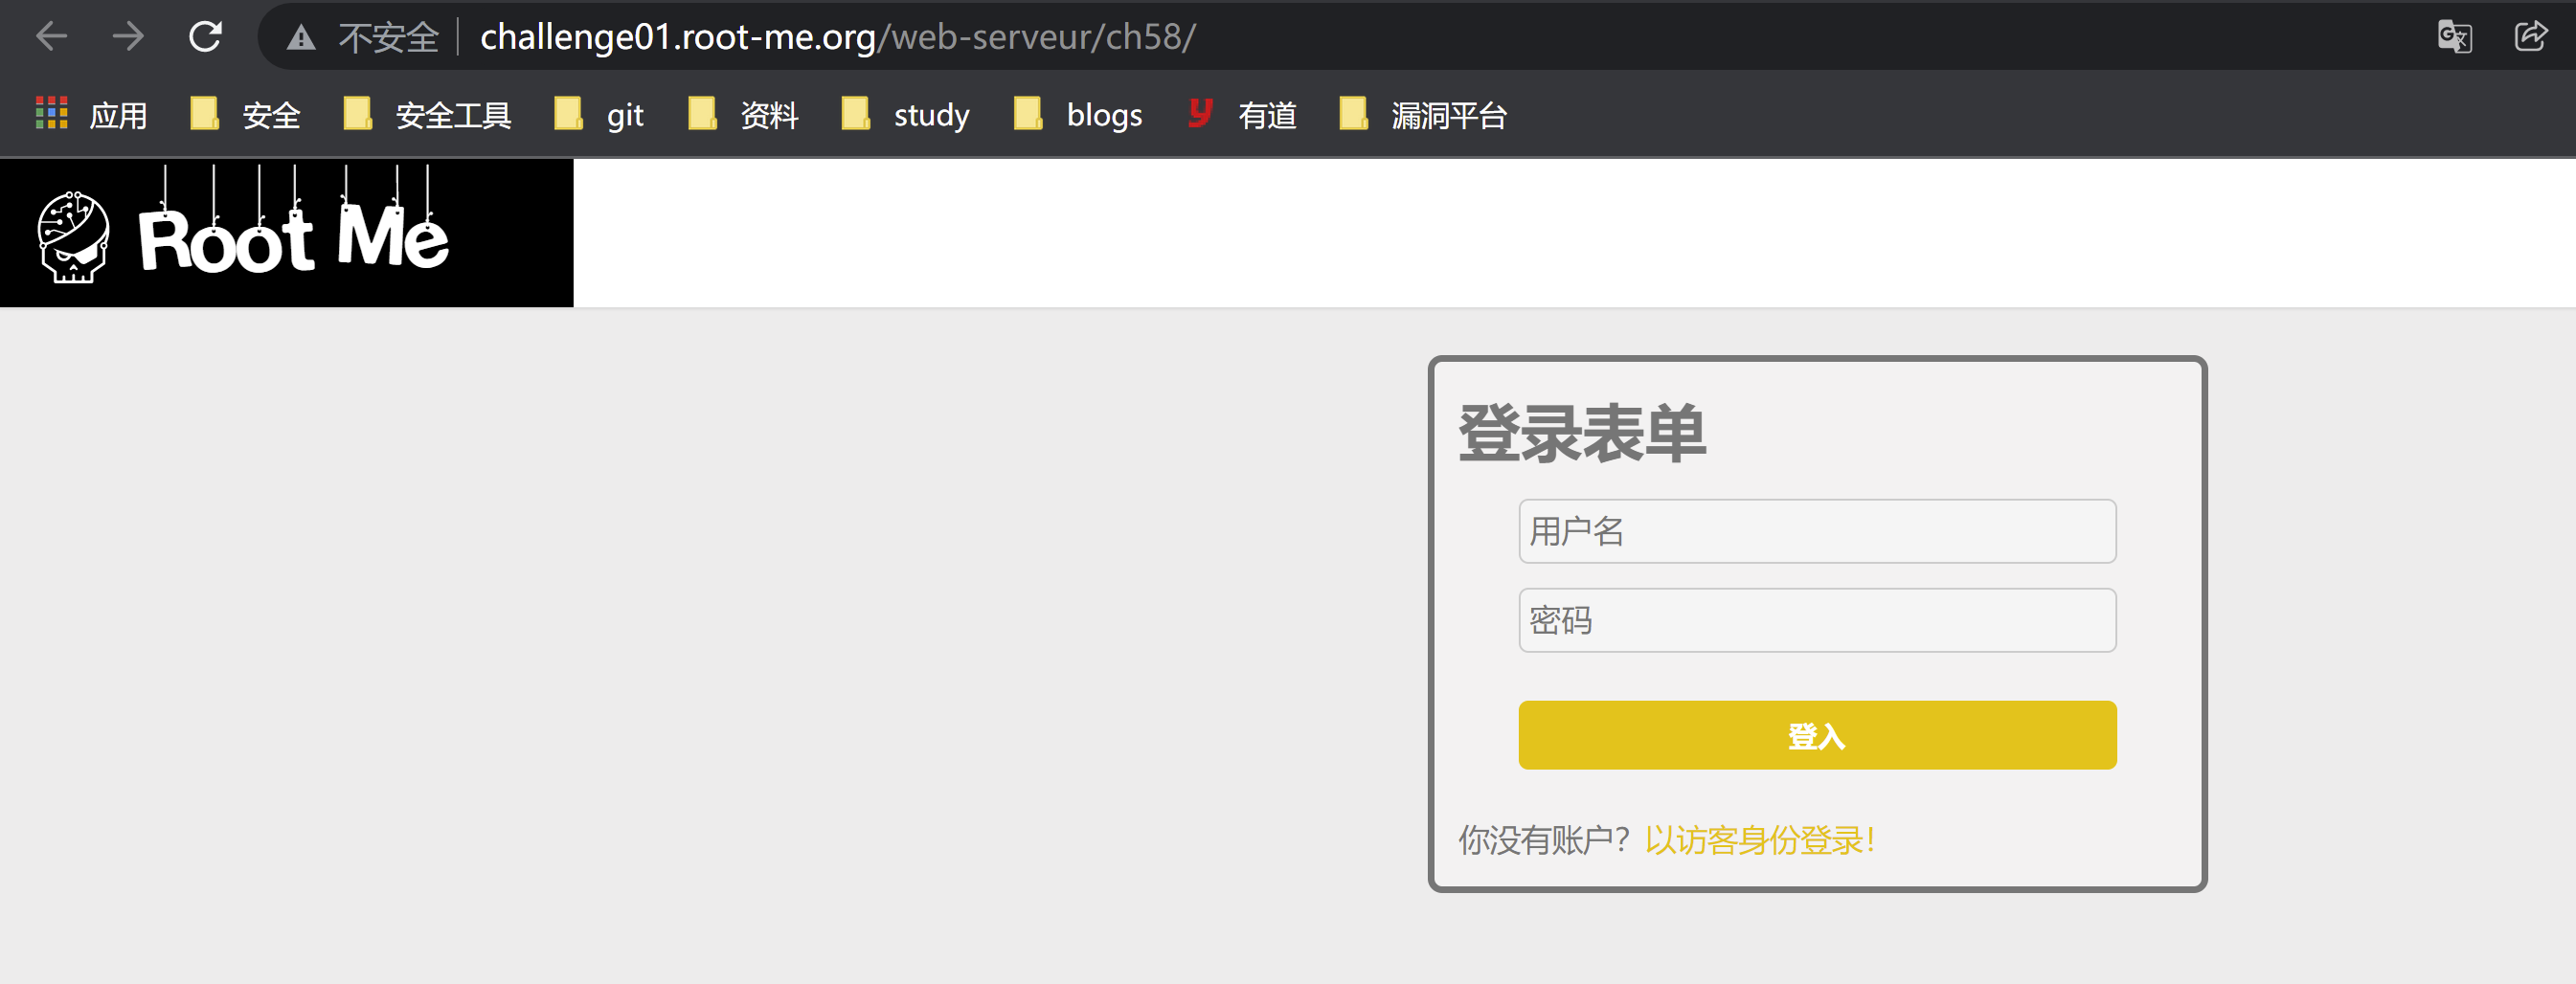 不安全 challenge01.root-me.org/web-serveur/ch58/
应用 安全 安全工具 git 资料 study blogs 有道 漏洞平台
Root Me
登录表单
用户名
密码
登入
你没有账户？以访客身份登录！